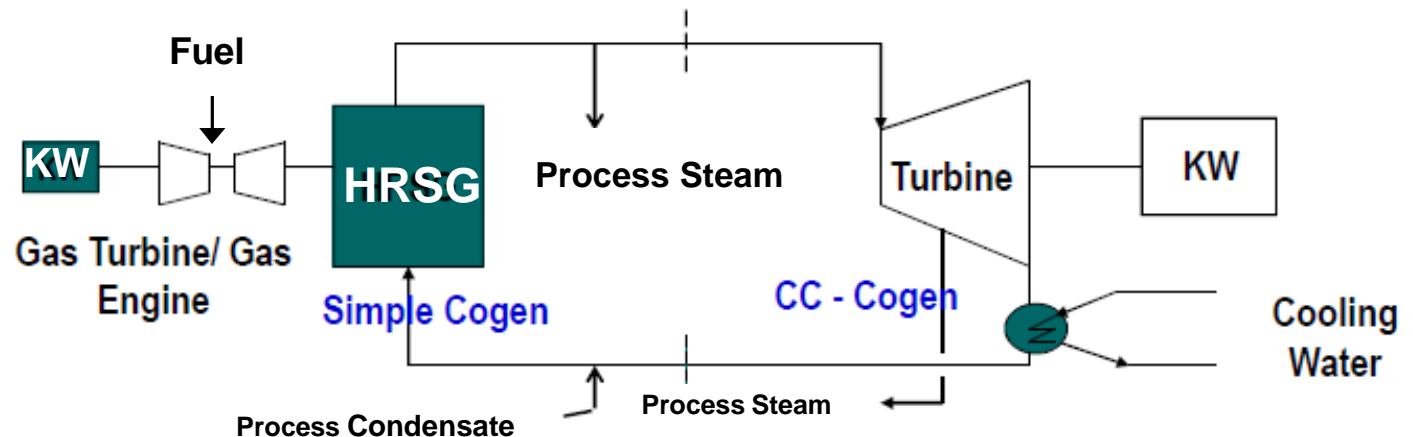 Fuel
KW
HRSG
Process Steam
Turbine
KW
Gas Turbine/ Gas
Engine
Simple Cogen
CC - Cogen
Cooling
Water
Process Steam
Process Condensate